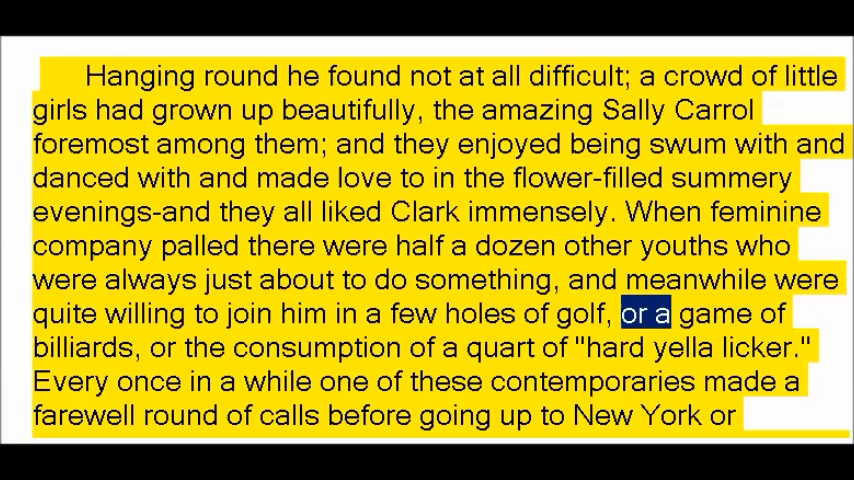 Hanging round he found not at all difficult; a crowd of little
girls had grown up beautifully, the amazing Sally Carrol
foremost among them; and they enjoyed being swum with and
danced with and made love to in the flower-filled summery
evenings-and they all liked Clark immensely. When feminine
company palled there were half a dozen other youths who
were always just about to do something, and meanwhile were
quite willing to join him in a few holes of golf, or a game of
billiards, or the consumption of a quart of "hard yella licker."
Every once in a while one of these contemporaries made a
farewell round of calls before going up to New York or